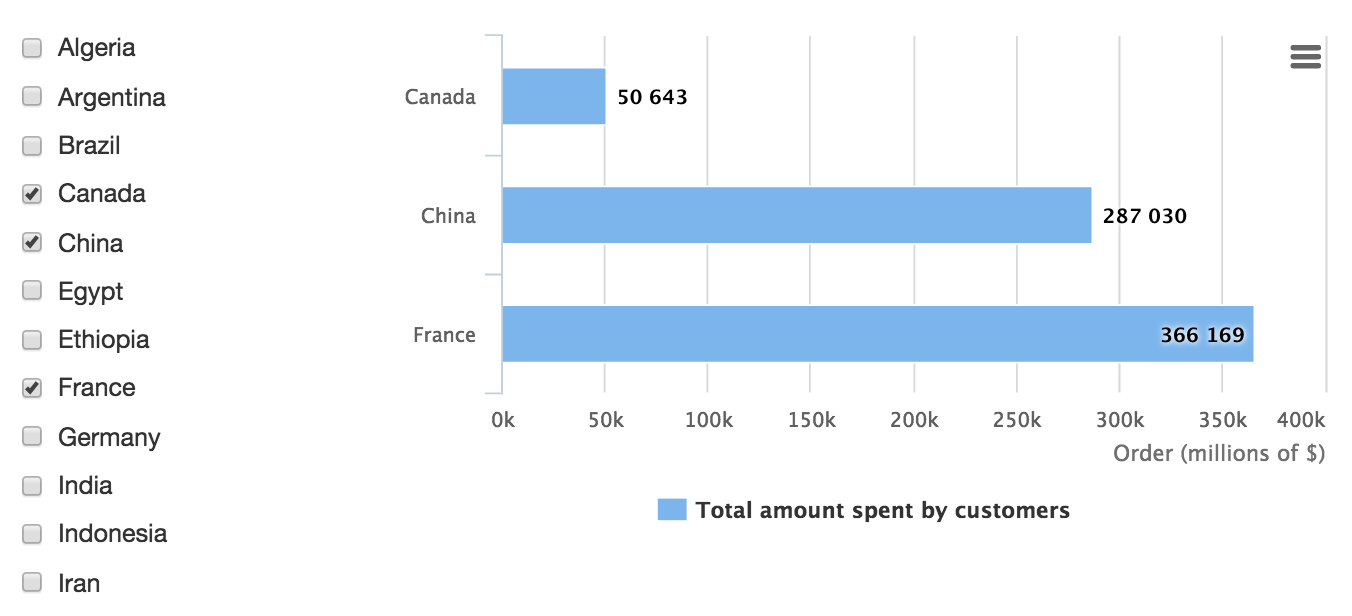 Algeria
Argentina
Brazil
Canada
China
Egypt
Ethiopia
France
Germany
India
Indonesia
Iran
Canada
50 643
China
287 030
France
366 169
0k 50k 100k 150k 200k 250k 300k 350k 400k
Order (millions of $)
Total amount spent by customers